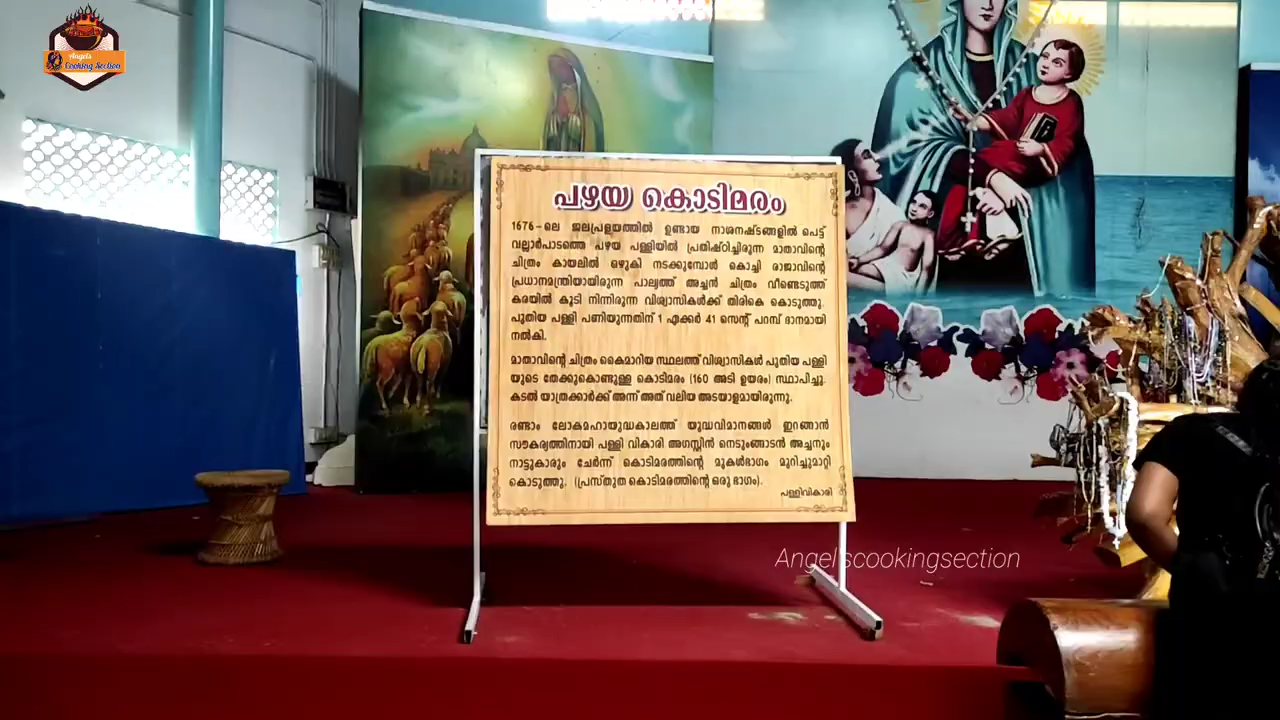 Angel's
Cooking Section
പഴയ കൊടിമരം
1676-ലെ ജലപ്രളയത്തിൽ ഉണ്ടായ നാശനഷ്ടങ്ങളിൽ പെട്ട്
വല്ലാർപാടത്തെ പഴയ പള്ളിയിൽ പ്രതിഷ്ഠിച്ചിരുന്ന മാതാവിന്റെ
ചിത്രം കായലിൽ ഒഴുകി നടക്കുമ്പോൾ കൊച്ചി രാജാവിന്റെ
പ്രധാനമന്ത്രിയായിരുന്ന പാലിയത്ത് അച്ചൻ ചിത്രം വീണ്ടെടുത്ത്
കരയിൽ കൂടി നിന്നിരുന്ന വിശ്വാസികൾക്ക് തിരികെ കൊടുത്തു.
പുതിയ പള്ളി പണിയുന്നതിന് 1 ഏക്കർ 41 സെന്റ് പറമ്പ് ദാനമായി
നൽകി.
മാതാവിന്റെ ചിത്രം കൈമാറിയ സ്ഥലത്ത് വിശ്വാസികൾ പുതിയ പള്ളി
യുടെ തേക്കുകൊണ്ടുള്ള കൊടിമരം (160 അടി ഉയരം) സ്ഥാപിച്ചു.
കടൽ യാത്രക്കാർക്ക് അന്ന് അത് വലിയ അടയാളമായിരുന്നു.
രണ്ടാം ലോകമഹായുദ്ധകാലത്ത് യുദ്ധവിമാനങ്ങൾ ഇറങ്ങാൻ
സൗകര്യത്തിനായി പള്ളി വികാരി അഗസ്റ്റിൻ നെടുംങ്ങാടൻ അച്ചനും
നാട്ടുകാരും ചേർന്ന് കൊടിമരത്തിന്റെ മുകൾഭാഗം മുറിച്ചുമാറ്റി
കൊടുത്തു. (പ്രസ്തുത കൊടിമരത്തിന്റെ ഒരു ഭാഗം).
പള്ളിവികാരി
Angel'scookingsection